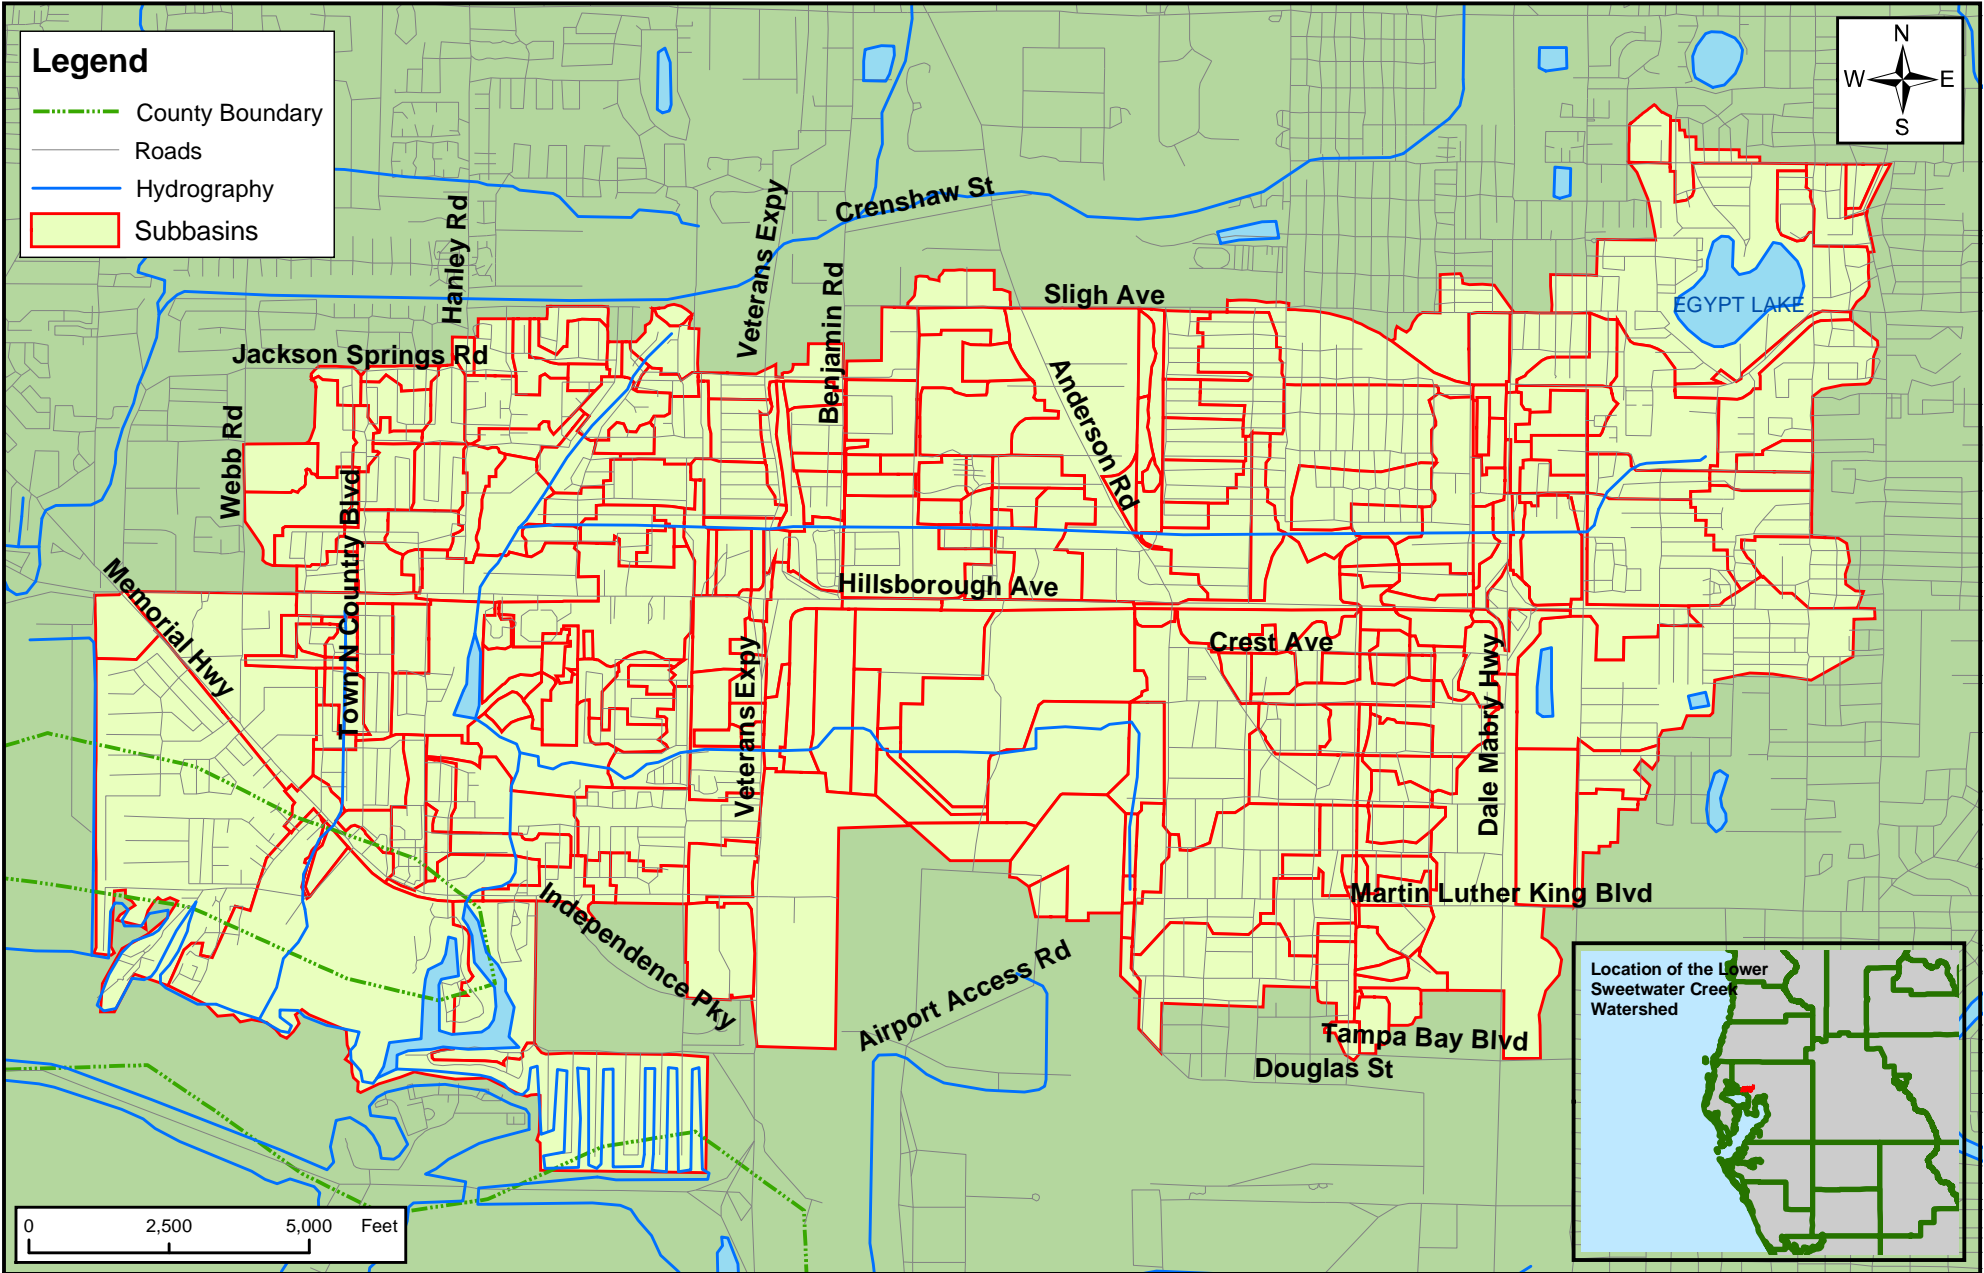 Legend
County Boundary
Roads
Hydrography
Subbasins
N
W E
S
Hanley Rd
Veterans Expy
Crenshaw St
Benjamin Rd
Sligh Ave
EGYPT LAKE
Jackson Springs Rd
Anderson Rd
Webb Rd
Town N Country Blvd
Memorial Hwy
Hillsborough Ave
Crest Ave
Veterans Expy
Dale Mabry Hwy
Independence Pky
Martin Luther King Blvd
Airport Access Rd
Tampa Bay Blvd
Douglas St
Location of the Lower
Sweetwater Creek
Watershed
0 2,500 5,000 Feet